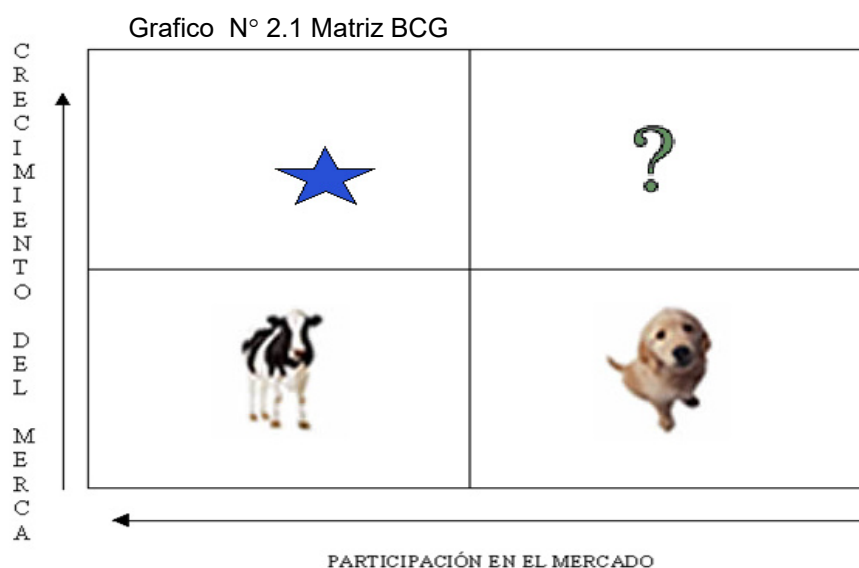 Grafico N° 2.1 Matriz BCG
CRECIMIENTO DEL MERCA
?
PARTICIPACIÓN EN EL MERCADO